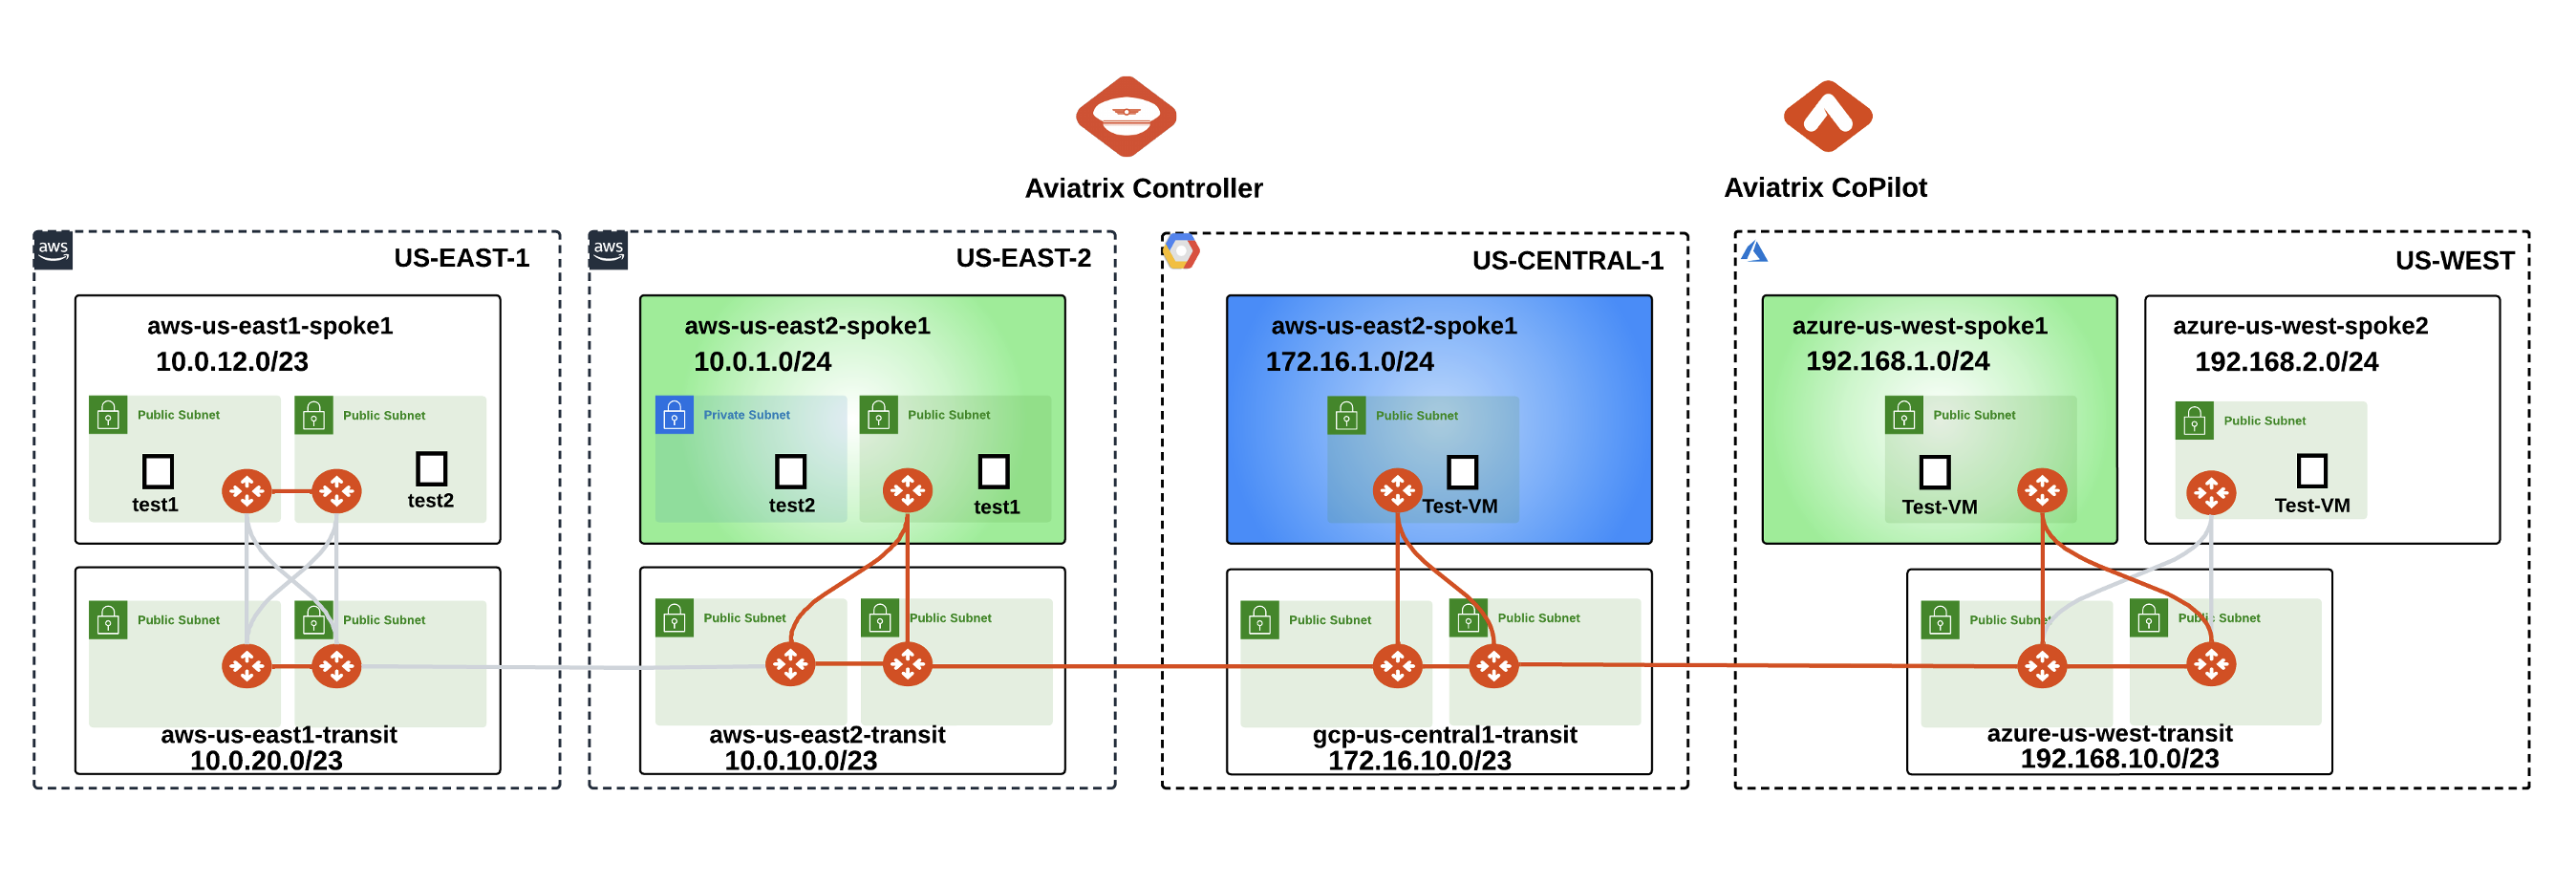 Aviatrix Controller
Aviatrix CoPilot
aws
US-EAST-1
aws-us-east1-spoke1
10.0.12.0/23
Public Subnet
Public Subnet
test1
test2
Public Subnet
Public Subnet
aws-us-east1-transit
10.0.20.0/23
aws
US-EAST-2
aws-us-east2-spoke1
10.0.1.0/24
Private Subnet
Public Subnet
test2
test1
Public Subnet
Public Subnet
aws-us-east2-transit
10.0.10.0/23
US-CENTRAL-1
aws-us-east2-spoke1
172.16.1.0/24
Public Subnet
Test-VM
Public Subnet
Public Subnet
gcp-us-central1-transit
172.16.10.0/23
US-WEST
azure-us-west-spoke1
192.168.1.0/24
Public Subnet
Test-VM
azure-us-west-spoke2
192.168.2.0/24
Public Subnet
Test-VM
Public Subnet
Public Subnet
azure-us-west-transit
192.168.10.0/23